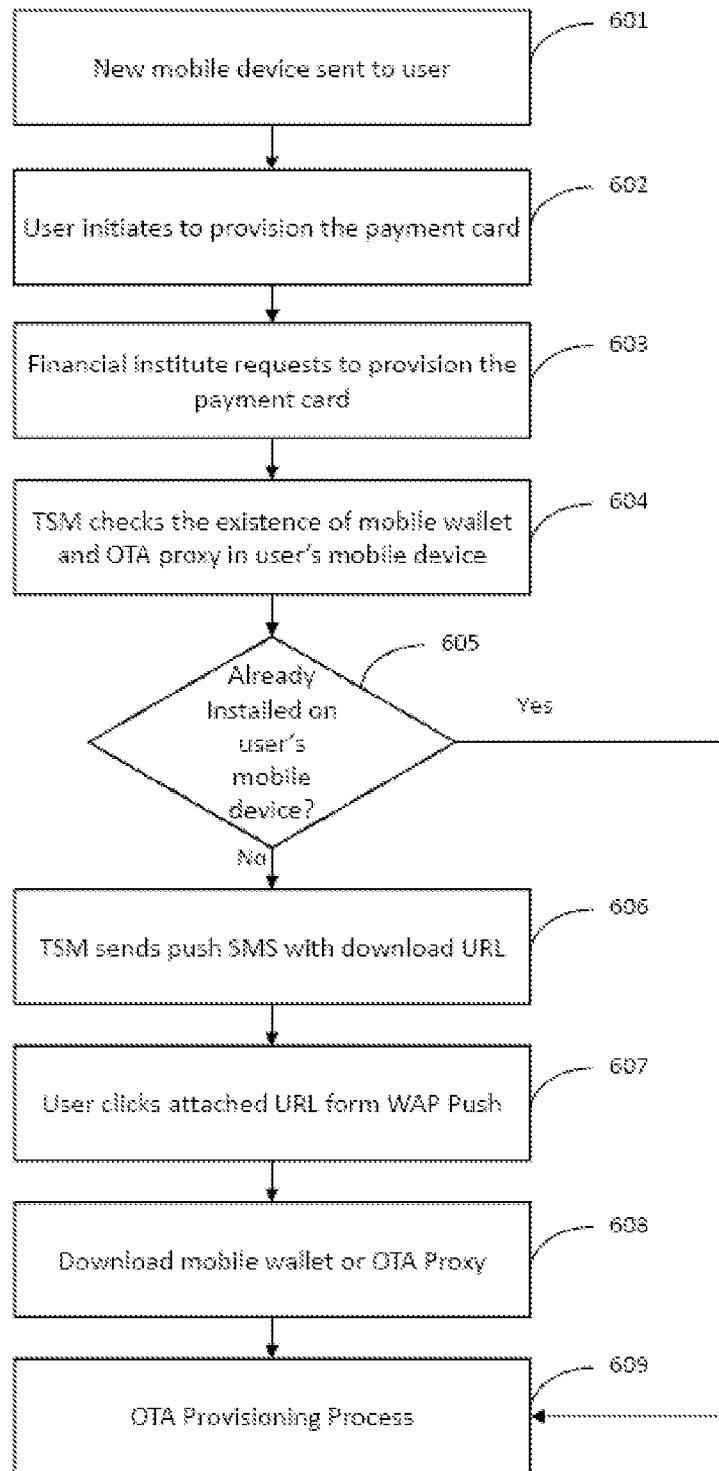 601
New mobile device sent to user
602
User initiates to provision the payment card
603
Financial institute requests to provision the
payment card
604
TSM checks the existence of mobile wallet
and OTA proxy in user's mobile device
605
Already
Installed on
user's
mobile
device?
Yes
No
606
TSM sends push SMS with download URL
607
User clicks attached URL form WAP Push
608
Download mobile wallet or OTA Proxy
609
OTA Provisioning Process